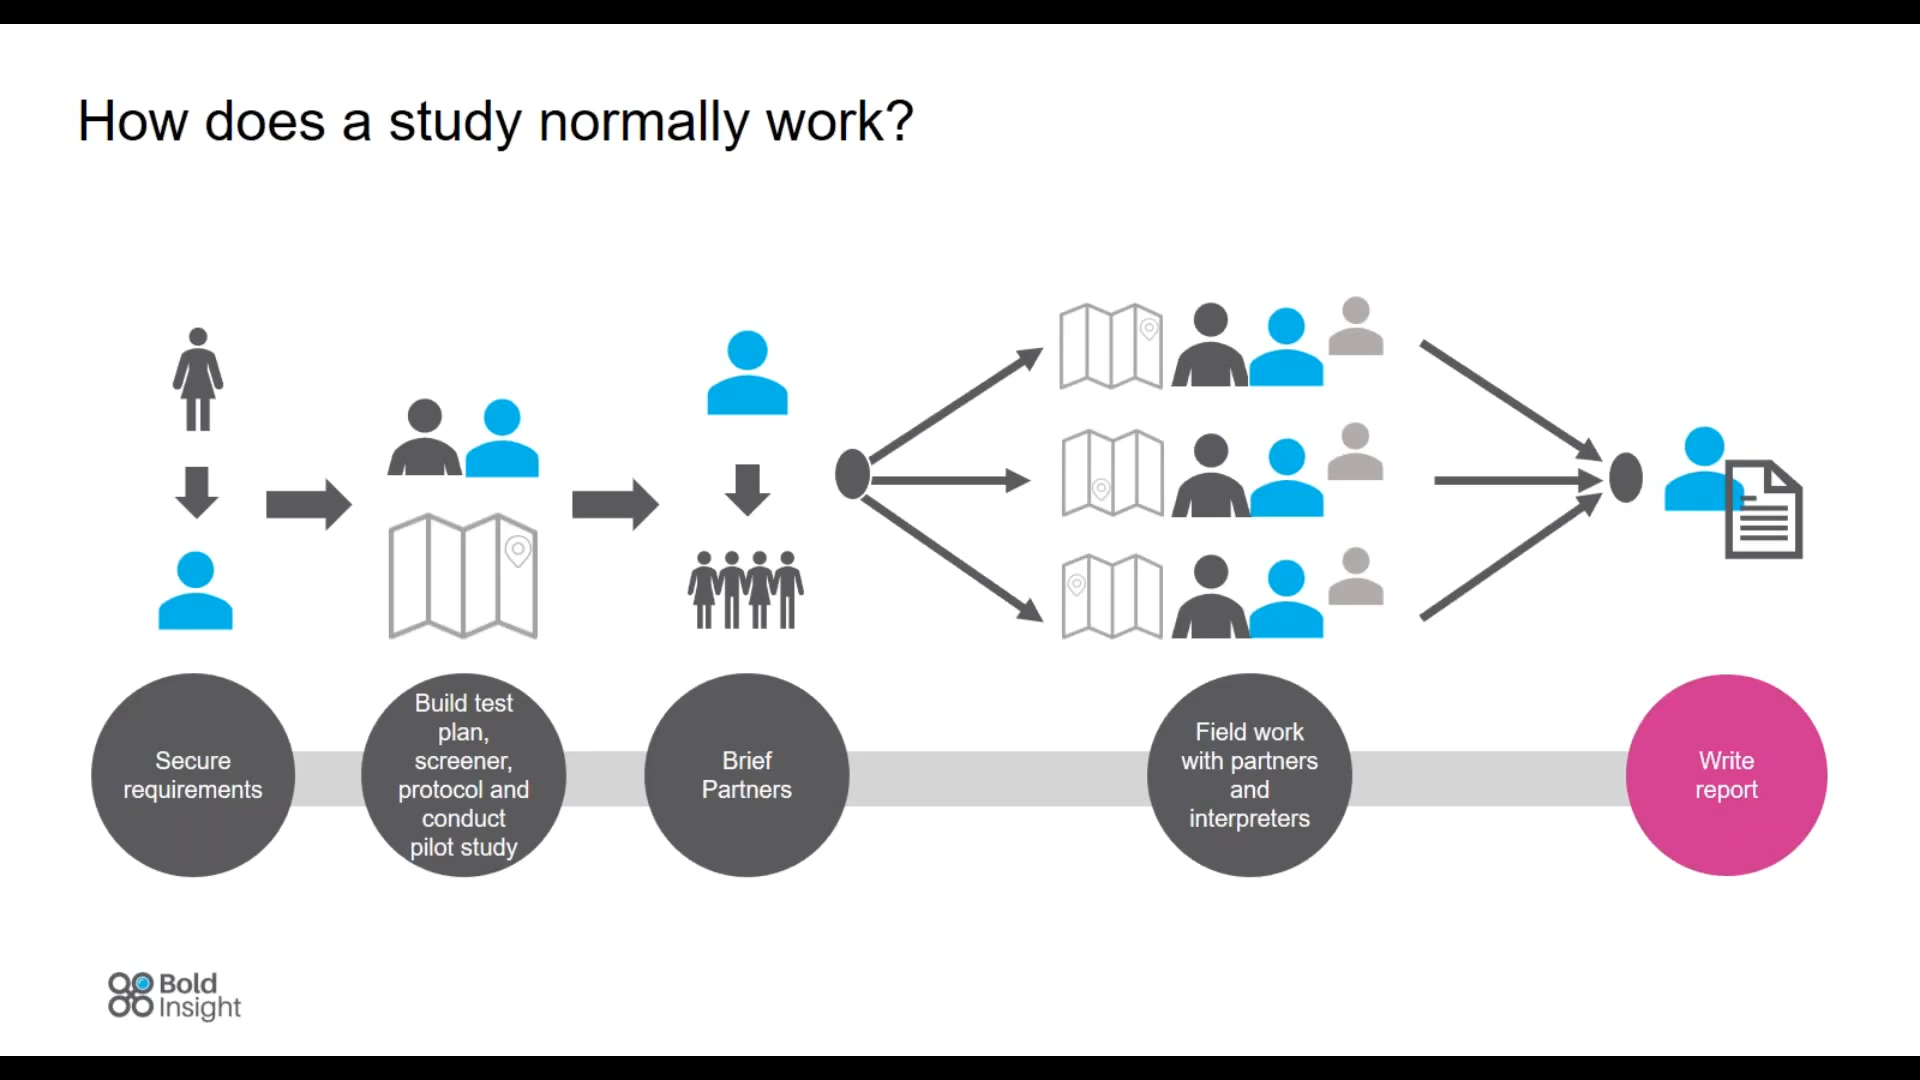 How does a study normally work?
Secure
requirements
Build test
plan,
screener,
protocol and
conduct
pilot study
Brief
Partners
Field work
with partners
and
interpreters
Write
report
Bold
Insight